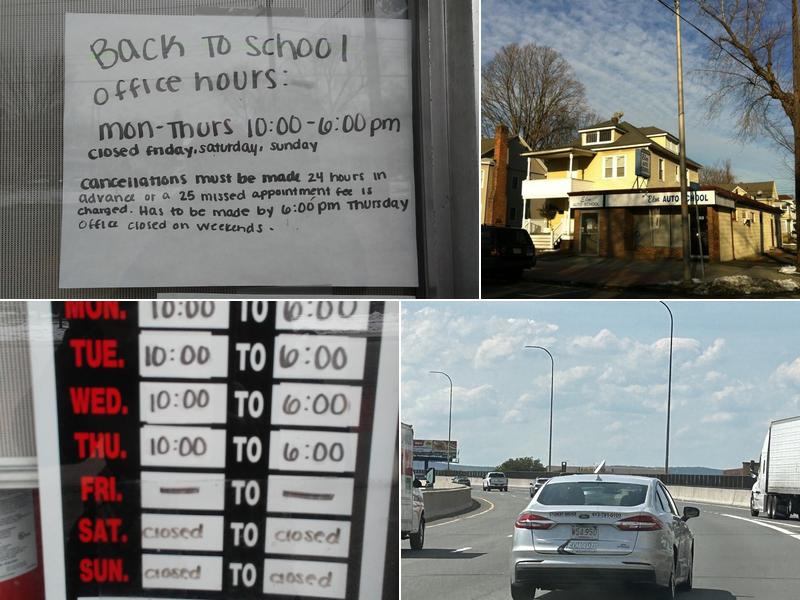 Back To School
office hours:
mon-Thurs 10:00-6:00pm
closed friday, saturday, sunday
cancellations must be made 24 hours in
advance or a 25 missed appointment fee is
charged. Has to be made by 6:00pm Thursday
office closed on weekends.
Elm AUTO SCHOOL
MON. 10:00 TO 6:00
TUE. 10:00 TO 6:00
WED. 10:00 TO 6:00
THU. 10:00 TO 6:00
FRI. — TO —
SAT. closed TO closed
SUN. closed TO closed
STUDENT DRIVER